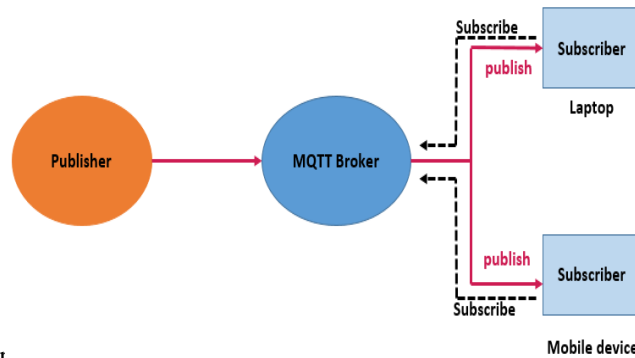 Subscribe
Subscriber
publish
Laptop
Publisher
MQTT Broker
publish
Subscriber
Subscribe
Mobile device